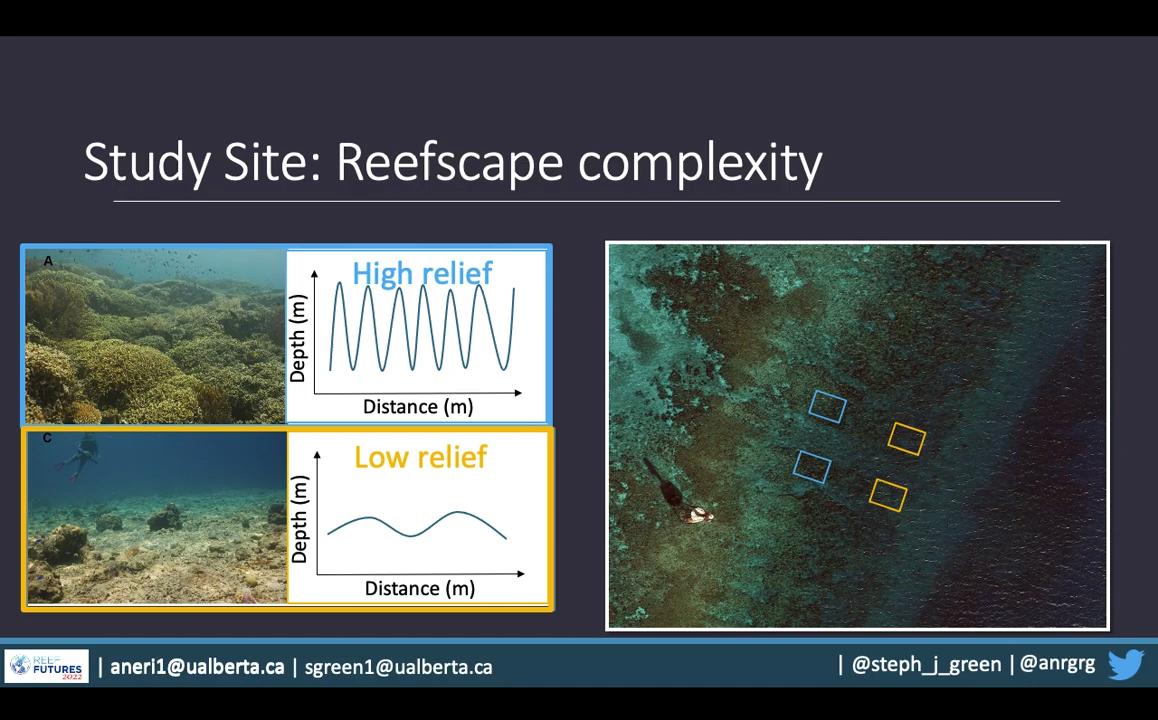 Study Site: Reefscape complexity
A
High relief
Depth (m)
Distance (m)
C
Low relief
Depth (m)
Distance (m)
REEF
FUTURES
2022
| aneri1@ualberta.ca | sgreen1@ualberta.ca
| @steph_j_green | @anrgrg